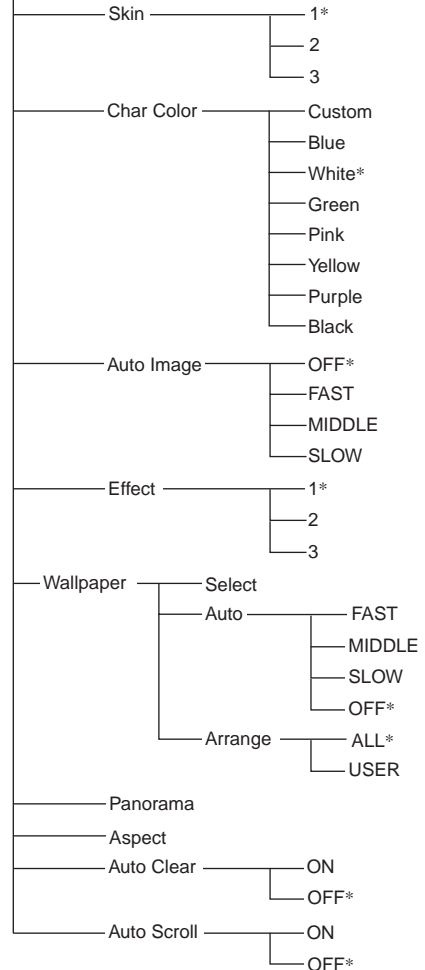 Skin 1*
2
3
Char Color Custom
Blue
White*
Green
Pink
Yellow
Purple
Black
Auto Image OFF*
FAST
MIDDLE
SLOW
Effect 1*
2
3
Wallpaper Select
Auto FAST
MIDDLE
SLOW
OFF*
Arrange ALL*
USER
Panorama
Aspect
Auto Clear ON
OFF*
Auto Scroll ON
OFF*